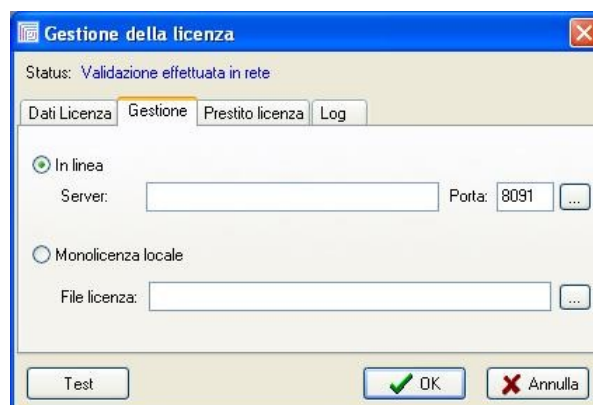 Gestione della licenza
Status: Validazione effettuata in rete
Dati Licenza Gestione Prestito licenza Log
In linea
Server: Porta: 8091 ...
Monolicenza locale
File licenza: ...
Test OK Annulla